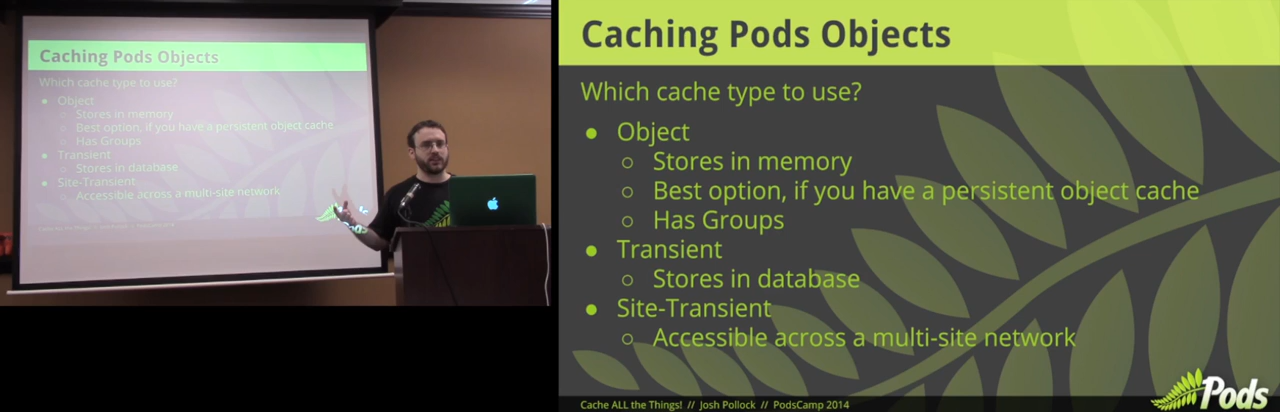 Caching Pods Objects
Which cache type to use?
● Object
○ Stores in memory
○ Best option, if you have a persistent object cache
○ Has Groups
● Transient
○ Stores in database
● Site-Transient
○ Accessible across a multi-site network
Caching Pods Objects
Which cache type to use?
● Object
○ Stores in memory
○ Best option, if you have a persistent object cache
○ Has Groups
● Transient
○ Stores in database
● Site-Transient
○ Accessible across a multi-site network
Cache ALL the Things! // Josh Pollock // PodsCamp 2014
Pods